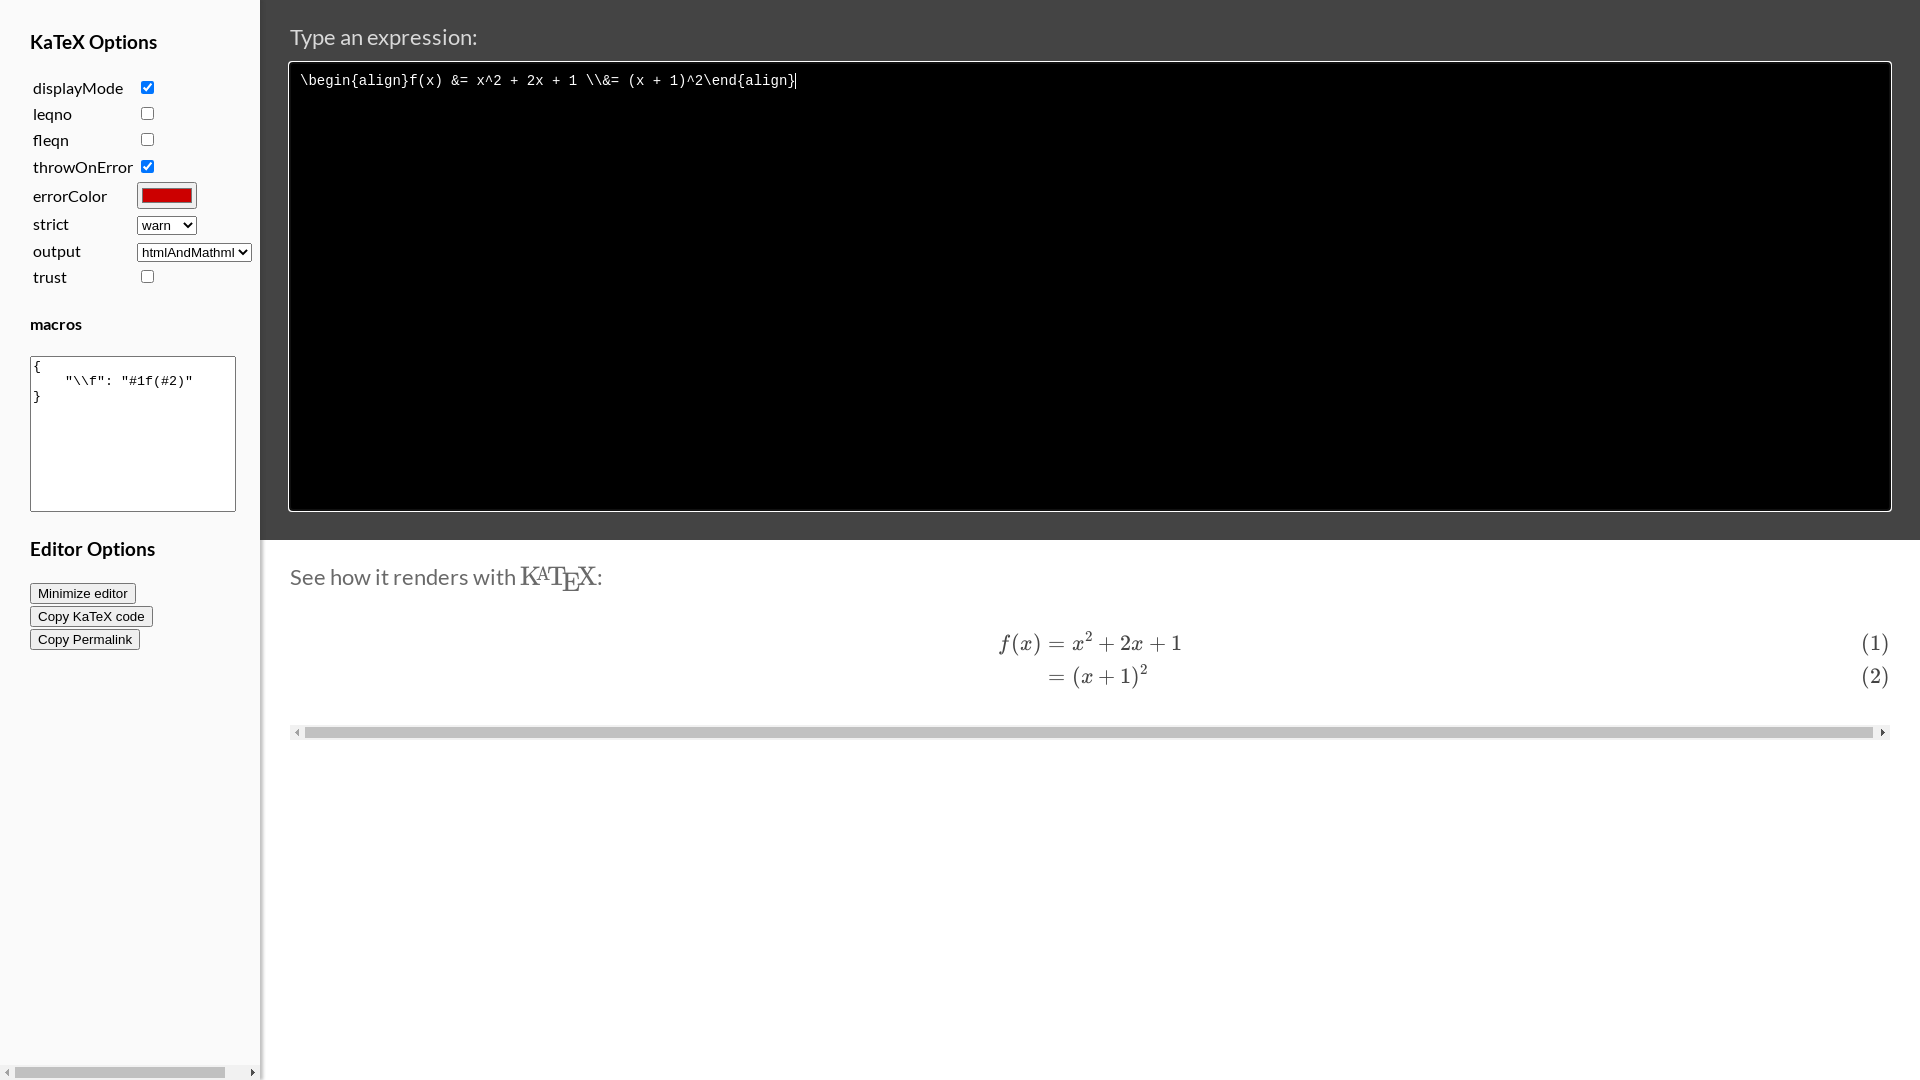 KaTeX Options
displayMode
leqno
fleqn
throwOnError
errorColor
strict warn
output htmlAndMathml
trust
macros
{
    "\\f": "#1f(#2)"
}
Editor Options
Minimize editor
Copy KaTeX code
Copy Permalink
Type an expression:
\begin{align}f(x) &= x^2 + 2x + 1 \\&= (x + 1)^2\end{align}
See how it renders with KATEX:
f(x) = x² + 2x + 1 (1)
= (x + 1)² (2)